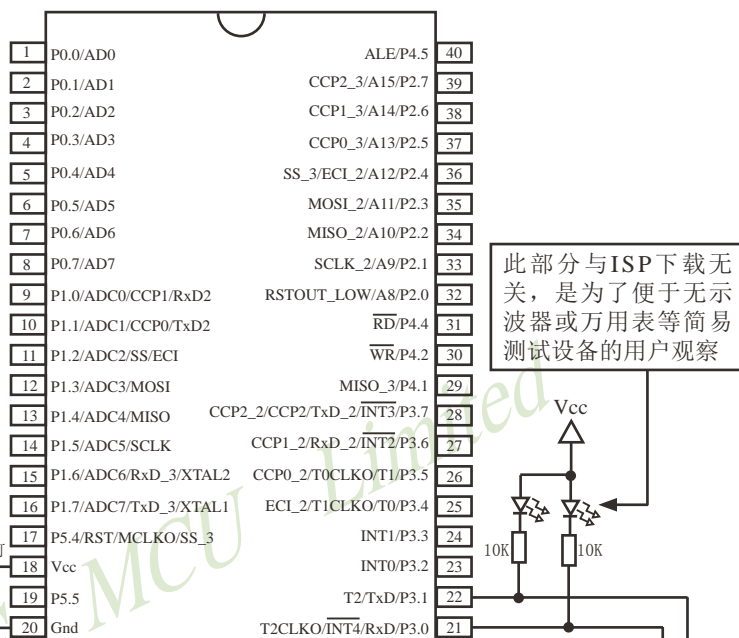 1 P0.0/AD0 ALE/P4.5 40
2 P0.1/AD1 CCP2_3/A15/P2.7 39
3 P0.2/AD2 CCP1_3/A14/P2.6 38
4 P0.3/AD3 CCP0_3/A13/P2.5 37
5 P0.4/AD4 SS_3/ECI_2/A12/P2.4 36
6 P0.5/AD5 MOSI_2/A11/P2.3 35
7 P0.6/AD6 MISO_2/A10/P2.2 34
8 P0.7/AD7 SCLK_2/A9/P2.1 33
9 P1.0/ADC0/CCP1/RxD2 RSTOUT_LOW/A8/P2.0 32
10 P1.1/ADC1/CCP0/TxD2 RD/P4.4 31
11 P1.2/ADC2/SS/ECI WR/P4.2 30
12 P1.3/ADC3/MOSI MISO_3/P4.1 29
13 P1.4/ADC4/MISO CCP2_2/CCP2/TxD_2/INT3/P3.7 28
14 P1.5/ADC5/SCLK CCP1_2/RxD_2/INT2/P3.6 27
15 P1.6/ADC6/RxD_3/XTAL2 CCP0_2/T0CLKO/T1/P3.5 26
16 P1.7/ADC7/TxD_3/XTAL1 ECI_2/T1CLKO/T0/P3.4 25
17 P5.4/RST/MCLKO/SS_3 INT1/P3.3 24
18 Vcc INT0/P3.2 23
19 P5.5 T2/TxD/P3.1 22
20 Gnd T2CLKO/INT4/RxD/P3.0 21
此部分与ISP下载无
关，是为了便于无示
波器或万用表等简易
测试设备的用户观察
Vcc
10K 10K
MCU Limited